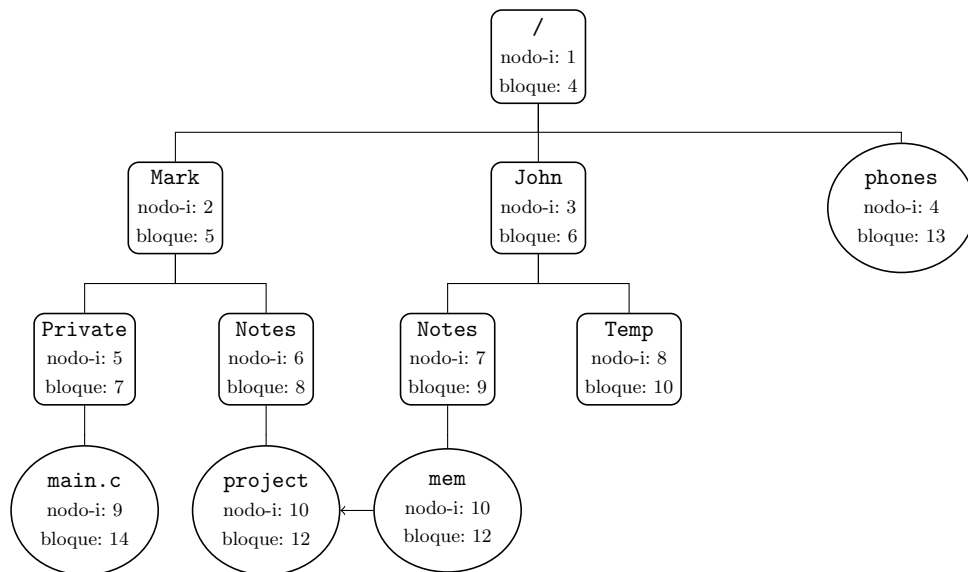 /
nodo-i: 1
bloque: 4
Mark
nodo-i: 2
bloque: 5
John
nodo-i: 3
bloque: 6
phones
nodo-i: 4
bloque: 13
Private
nodo-i: 5
bloque: 7
Notes
nodo-i: 6
bloque: 8
Notes
nodo-i: 7
bloque: 9
Temp
nodo-i: 8
bloque: 10
main.c
nodo-i: 9
bloque: 14
project
nodo-i: 10
bloque: 12
mem
nodo-i: 10
bloque: 12